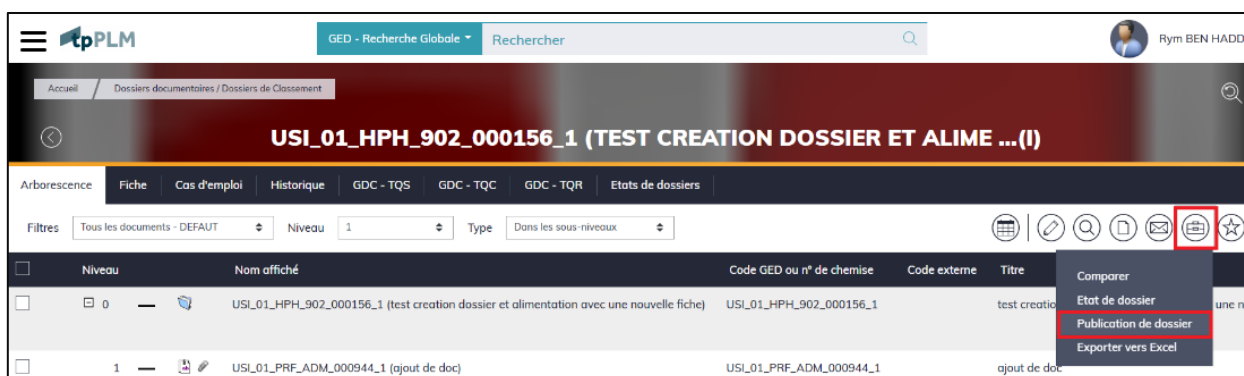 tpPLM GED - Recherche Globale Rechercher Rym BEN HADD
Accueil / Dossiers documentaires / Dossiers de Classement
USI_01_HPH_902_000156_1 (TEST CREATION DOSSIER ET ALIME ...(I)
Arborescence Fiche Cas d'emploi Historique GDC - TQS GDC - TQC GDC - TQR Etats de dossiers
Filtres Tous les documents - DEFAUT Niveau 1 Type Dans les sous-niveaux
Niveau Nom affiché Code GED ou n° de chemise Code externe Titre
Comparer
Etat de dossier
Publication de dossier
Exporter vers Excel
0 USI_01_HPH_902_000156_1 (test creation dossier et alimentation avec une nouvelle fiche) USI_01_HPH_902_000156_1 test creatio une n
1 USI_01_PRF_ADM_000944_1 (ajout de doc) USI_01_PRF_ADM_000944_1 ajout de doc